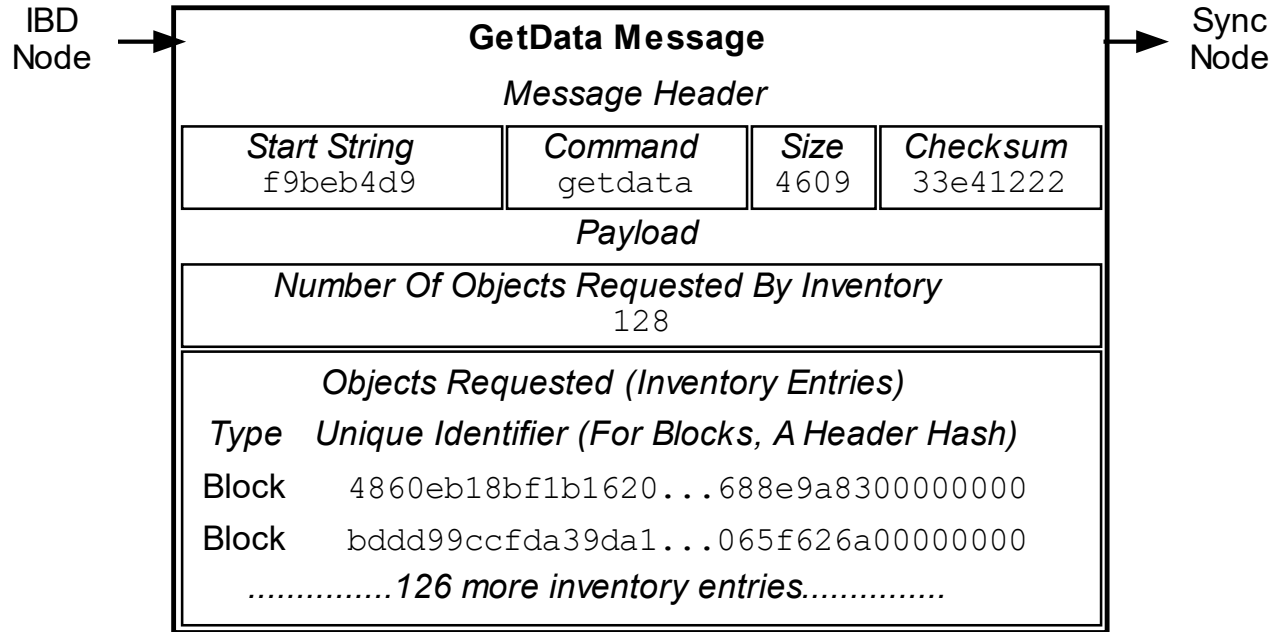 IBD
Node
GetData Message
Sync
Node
Message Header
Start String Command Size Checksum
f9beb4d9 getdata 4609 33e41222
Payload
Number Of Objects Requested By Inventory
128
Objects Requested (Inventory Entries)
Type Unique Identifier (For Blocks, A Header Hash)
Block 4860eb18bf1b1620...688e9a8300000000
Block bddd99ccfda39da1...065f626a00000000
...............126 more inventory entries...............